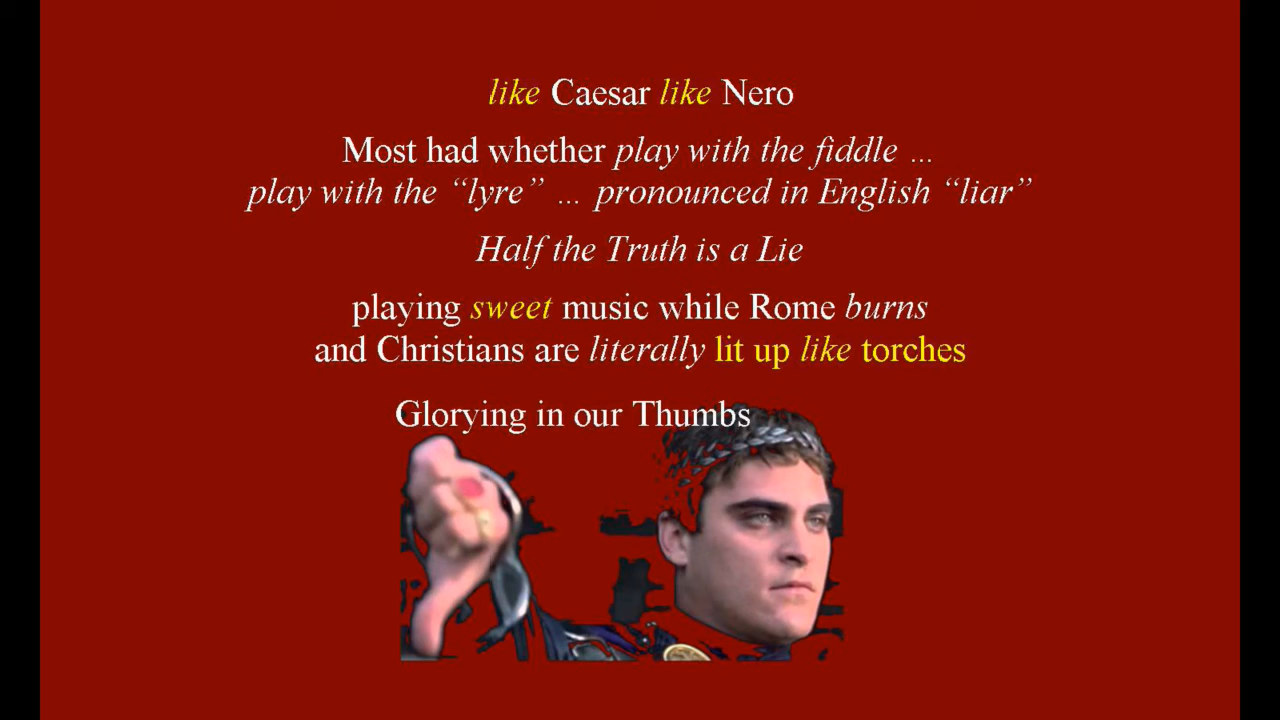 like Caesar like Nero
Most had whether play with the fiddle ...
play with the “lyre” ... pronounced in English “liar”
Half the Truth is a Lie
playing sweet music while Rome burns
and Christians are literally lit up like torches
Glorying in our Thumbs